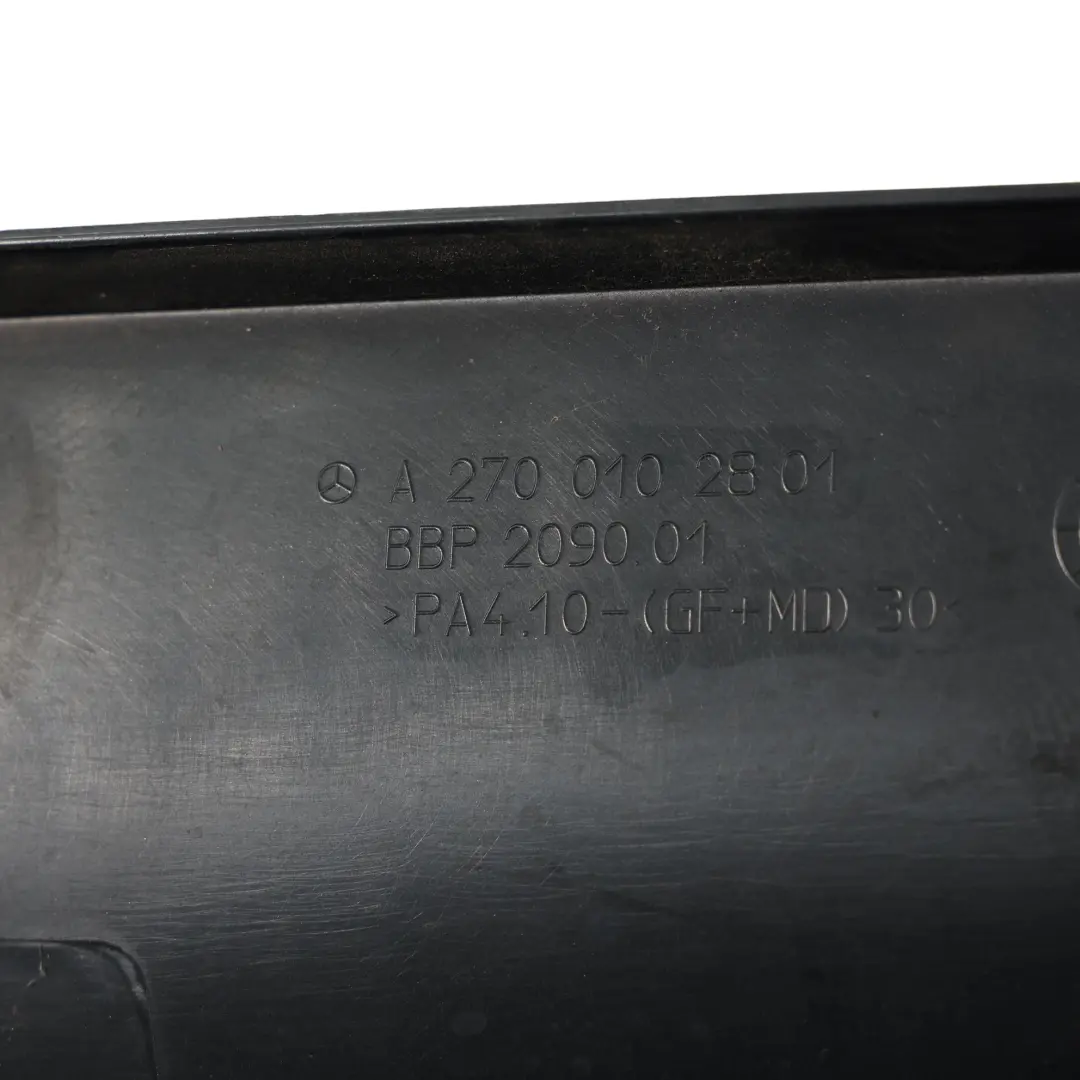 A 270 010 28 01
BBP 2090.01
>PA4.10-(GF+MD) 30<